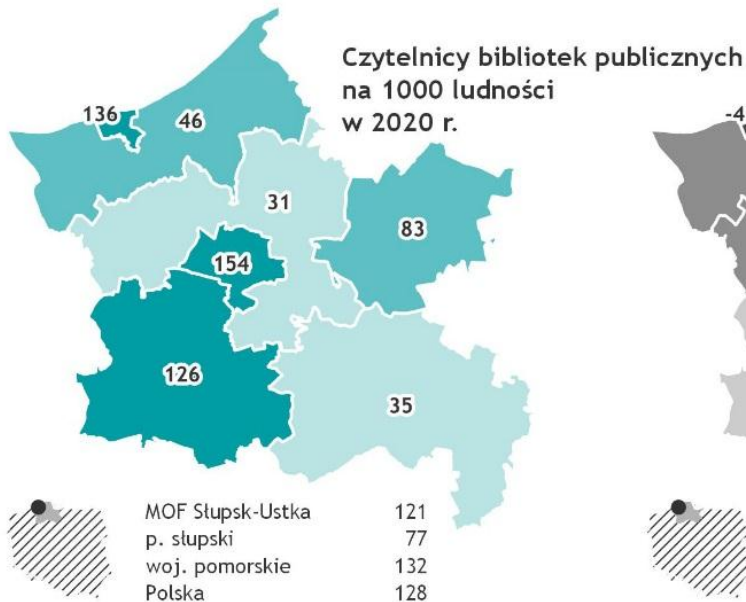 Czytelnicy bibliotek publicznych
na 1000 ludności
w 2020 r.
136
46
31
83
154
126
35
MOF Słupsk-Ustka 121
p. słupski 77
woj. pomorskie 132
Polska 128
-4